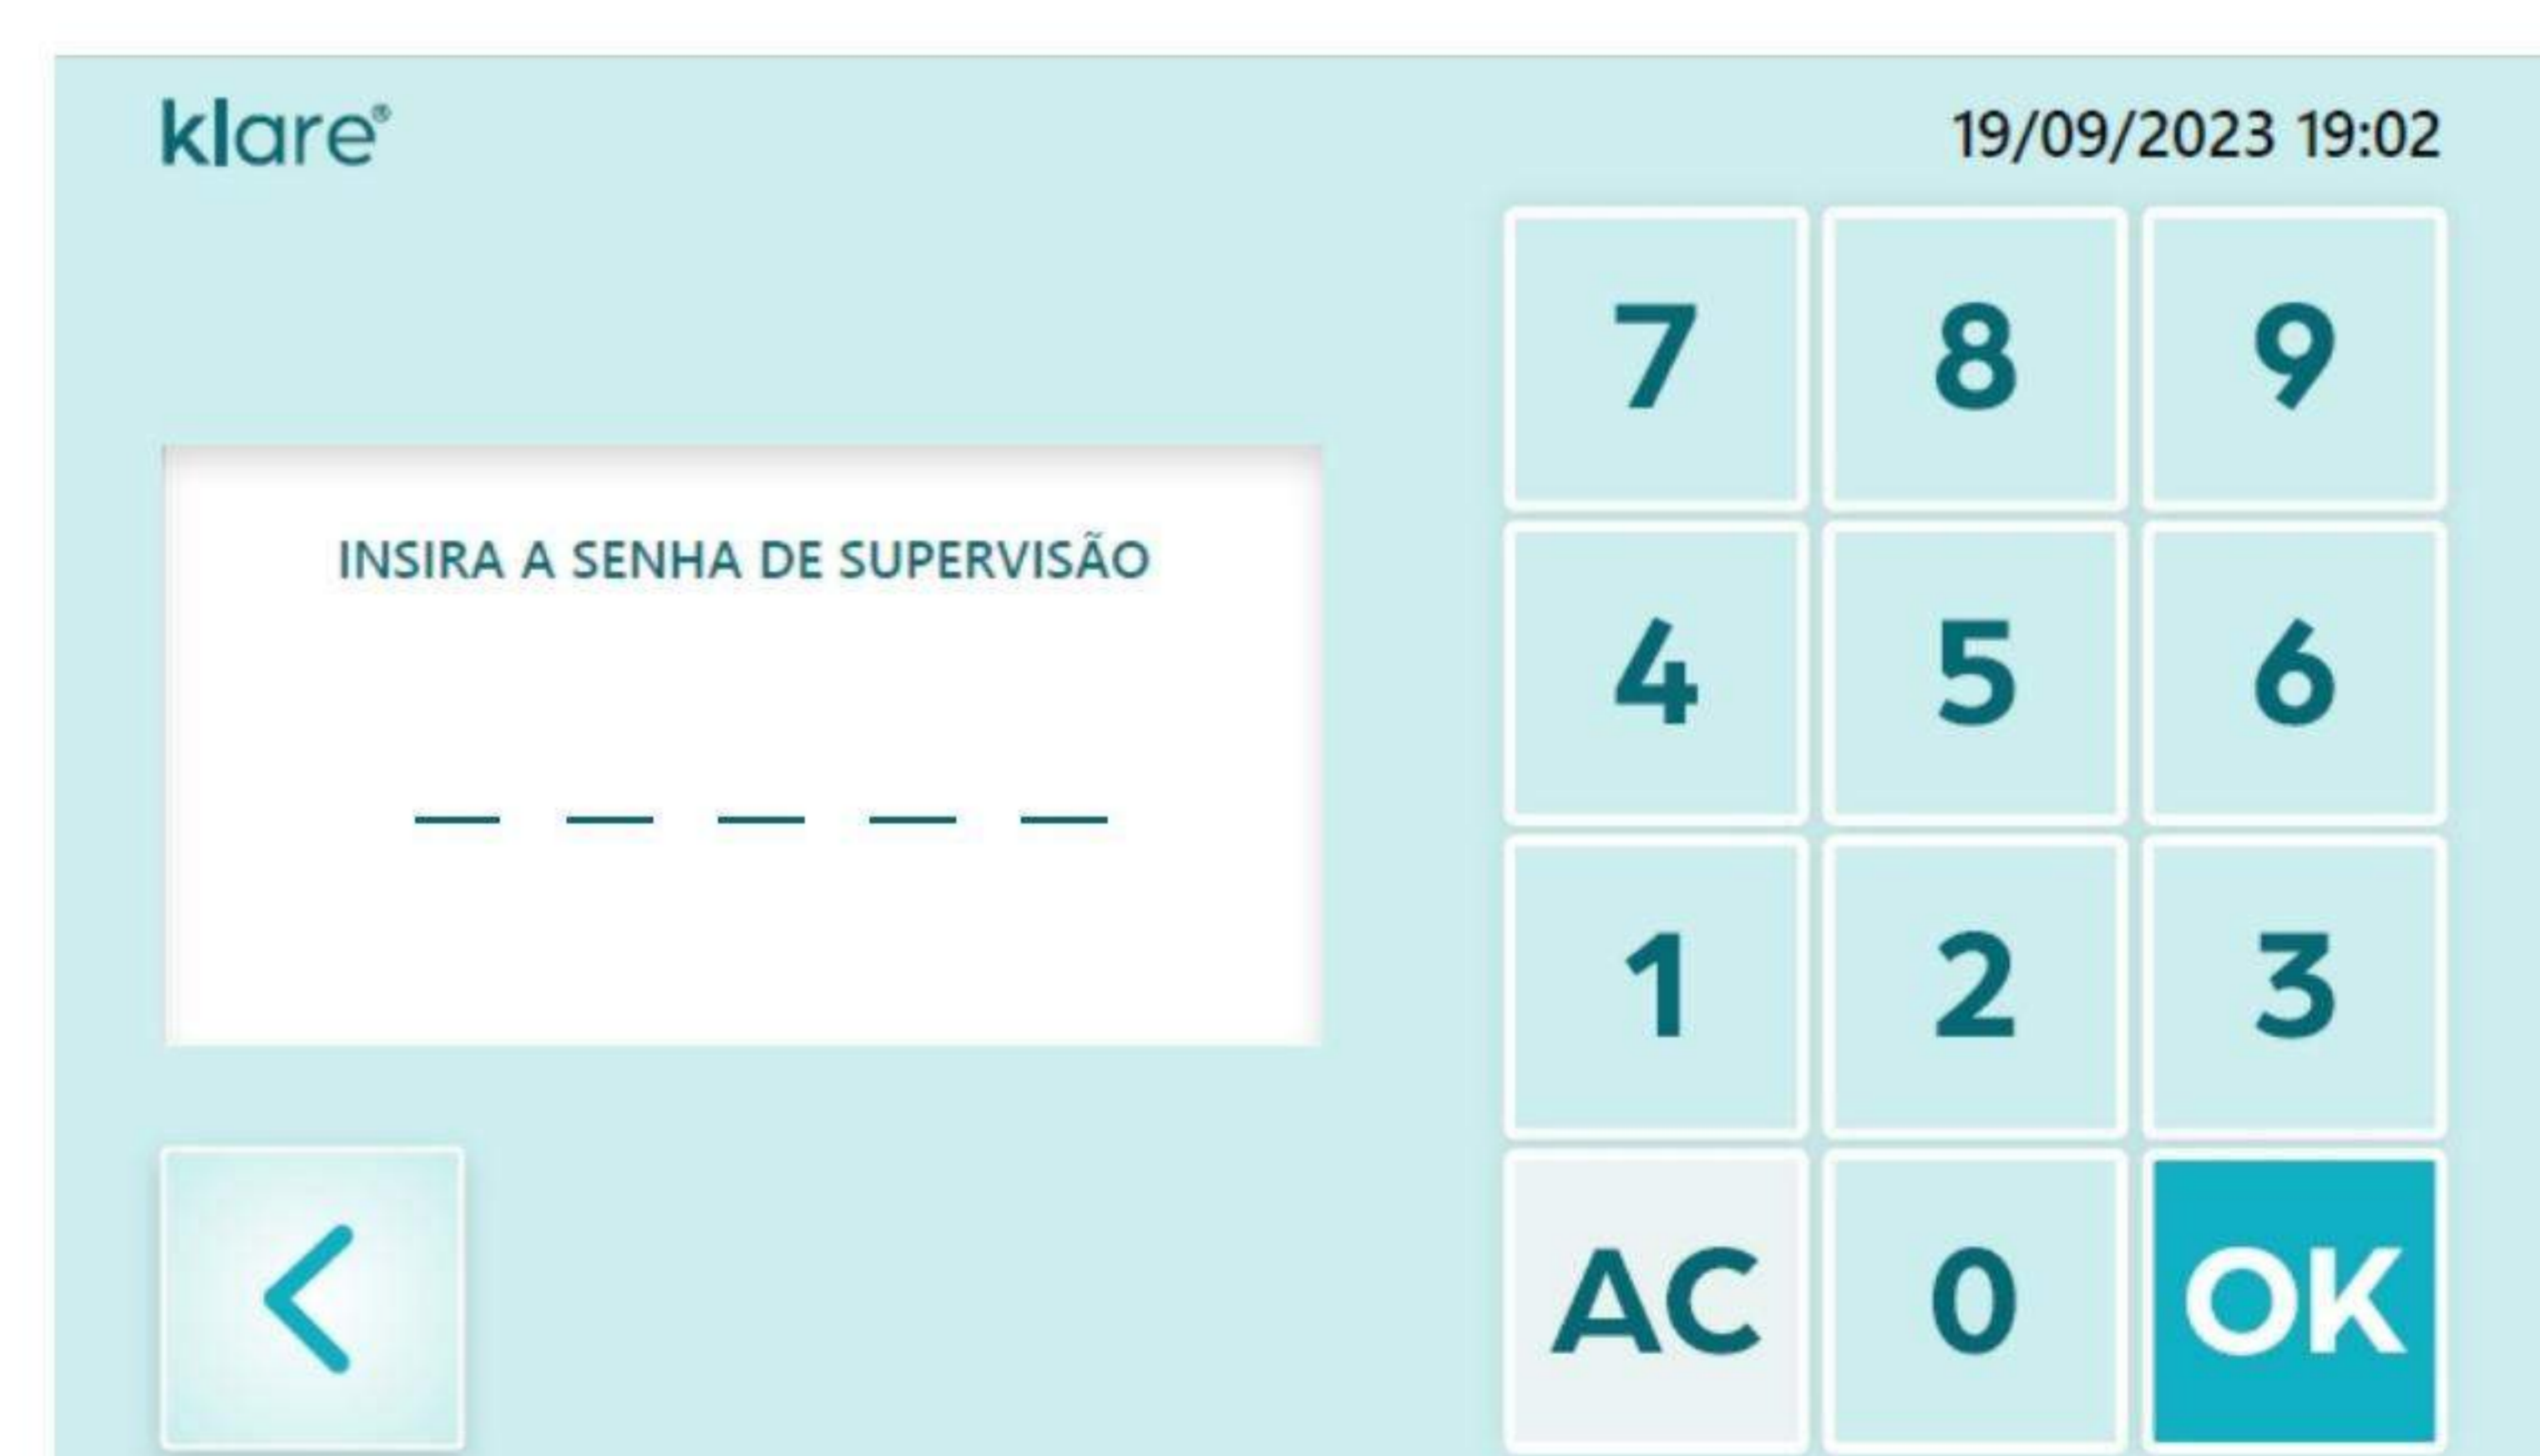 klare®
19/09/2023 19:02
INSIRA A SENHA DE SUPERVISÃO
7 8 9
4 5 6
1 2 3
AC 0 OK